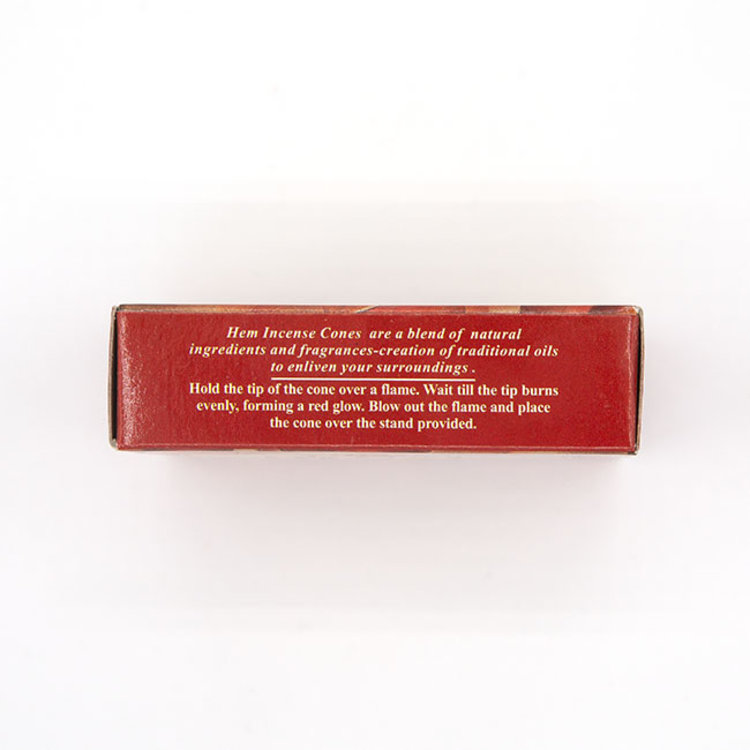 Hem Incense Cones are a blend of natural
ingredients and fragrances-creation of traditional oils
to enliven your surroundings .
Hold the tip of the cone over a flame. Wait till the tip burns
evenly, forming a red glow. Blow out the flame and place
the cone over the stand provided.